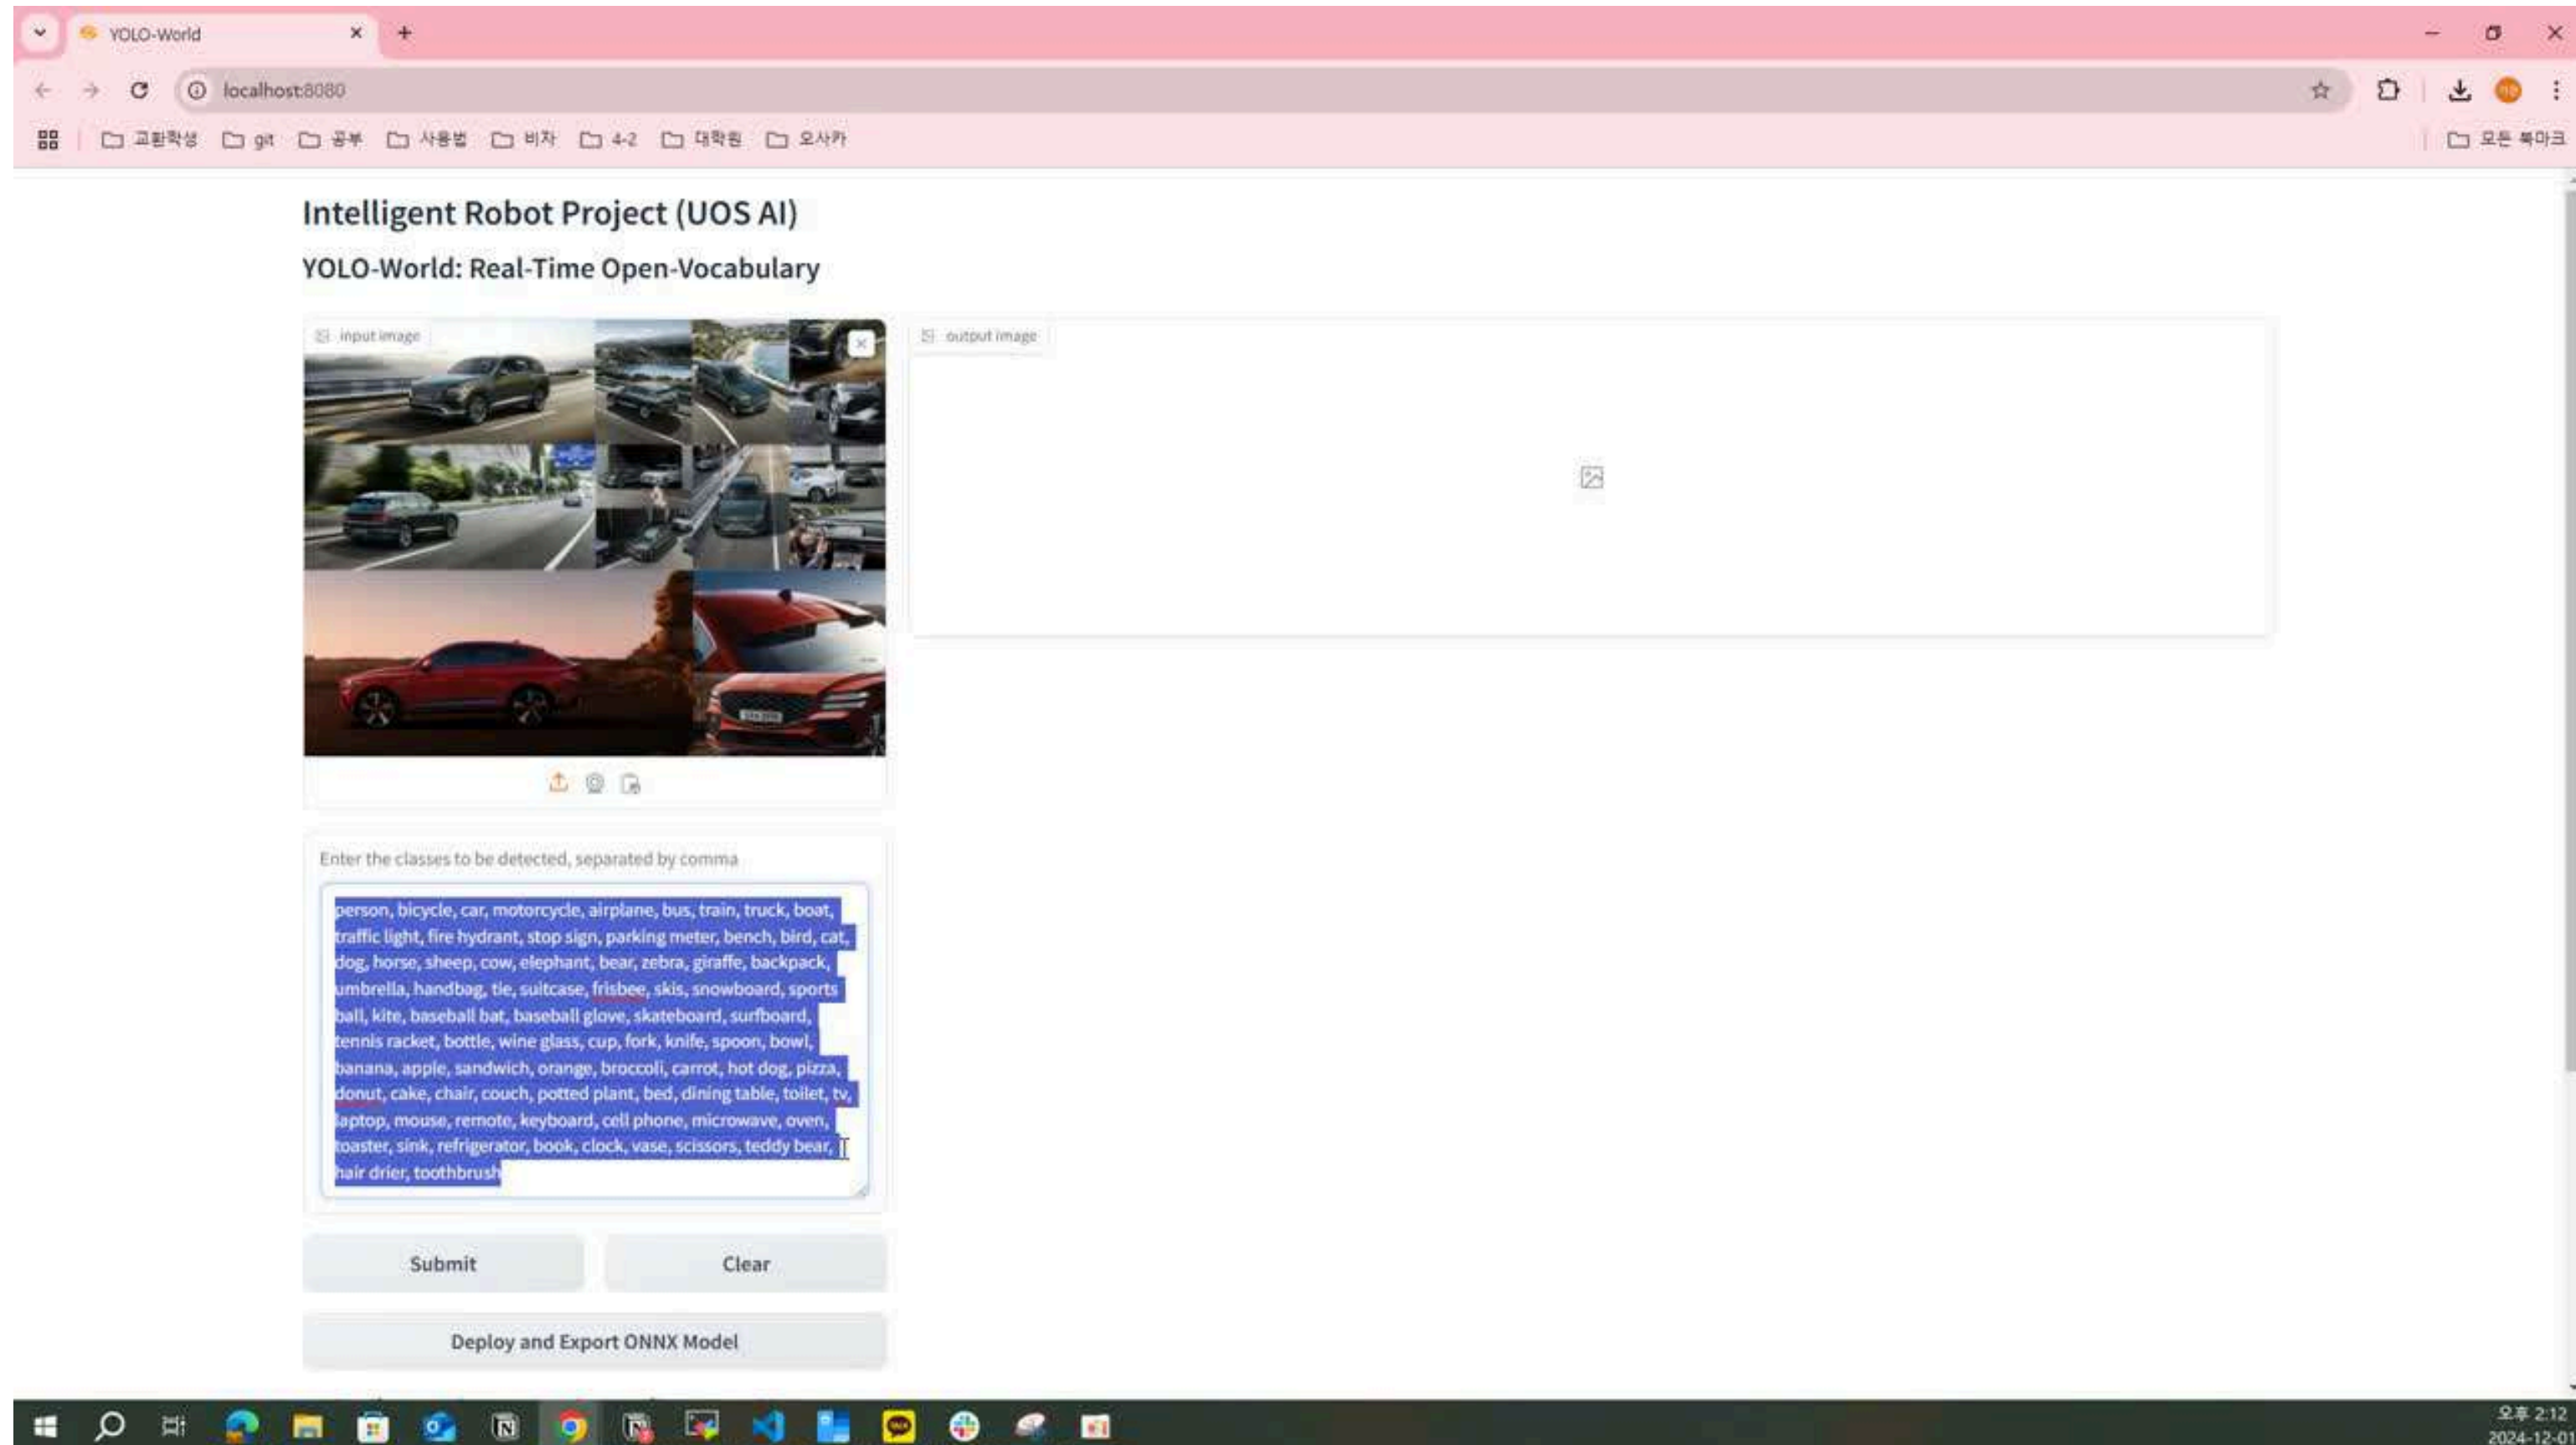 YOLO-World
localhost:8080
교환학생 git 공부 사용법 비자 4-2 대학원 오사카 모든 북마크
Intelligent Robot Project (UOS AI)
YOLO-World: Real-Time Open-Vocabulary
input image
output image
Enter the classes to be detected, separated by comma
person, bicycle, car, motorcycle, airplane, bus, train, truck, boat,
traffic light, fire hydrant, stop sign, parking meter, bench, bird, cat,
dog, horse, sheep, cow, elephant, bear, zebra, giraffe, backpack,
umbrella, handbag, tie, suitcase, frisbee, skis, snowboard, sports
ball, kite, baseball bat, baseball glove, skateboard, surfboard,
tennis racket, bottle, wine glass, cup, fork, knife, spoon, bowl,
banana, apple, sandwich, orange, broccoli, carrot, hot dog, pizza,
donut, cake, chair, couch, potted plant, bed, dining table, toilet, tv,
laptop, mouse, remote, keyboard, cell phone, microwave, oven,
toaster, sink, refrigerator, book, clock, vase, scissors, teddy bear,
hair drier, toothbrush
Submit Clear
Deploy and Export ONNX Model
오후 2:12
2024-12-01